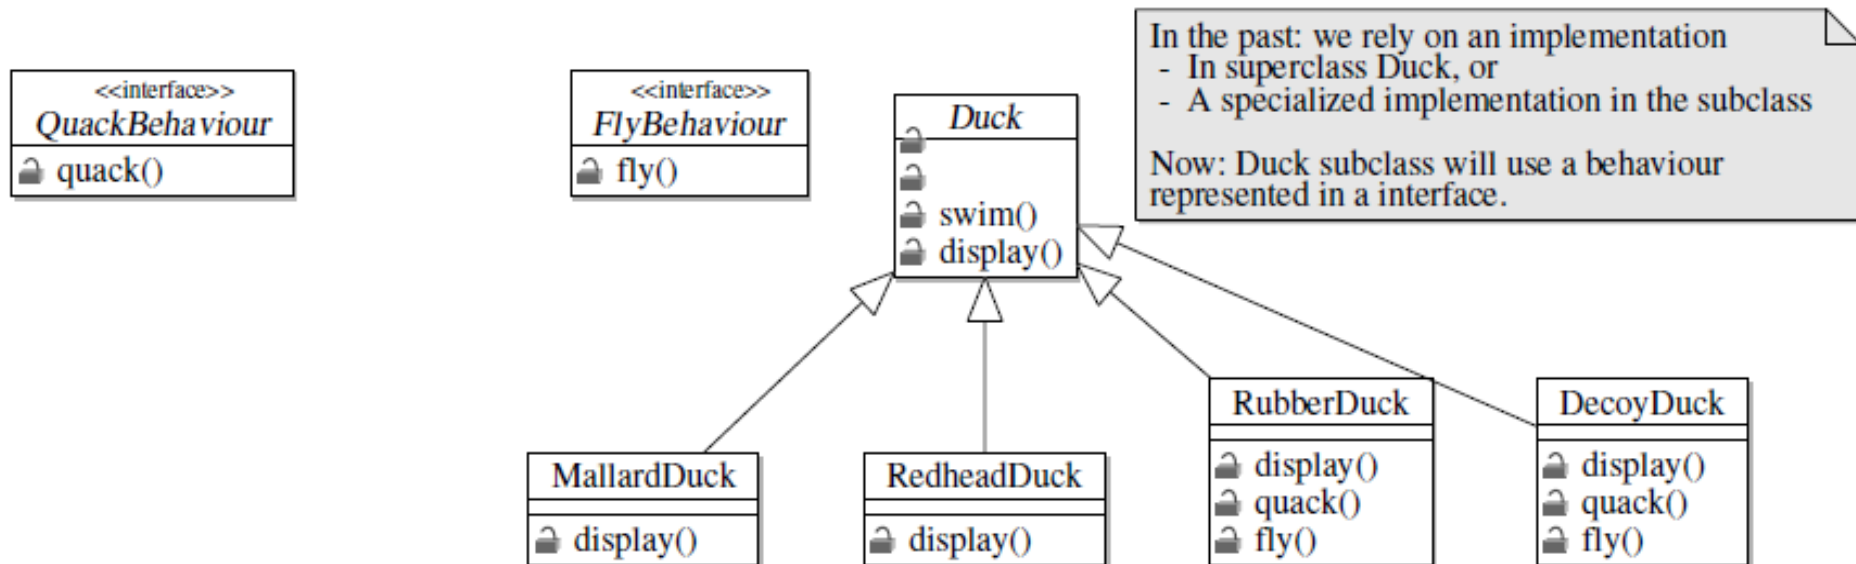 <<interface>>
QuackBehaviour
quack()
<<interface>>
FlyBehaviour
fly()
Duck
swim()
display()
In the past: we rely on an implementation
- In superclass Duck, or
- A specialized implementation in the subclass
Now: Duck subclass will use a behaviour
represented in a interface.
MallardDuck
display()
RedheadDuck
display()
RubberDuck
display()
quack()
fly()
DecoyDuck
display()
quack()
fly()